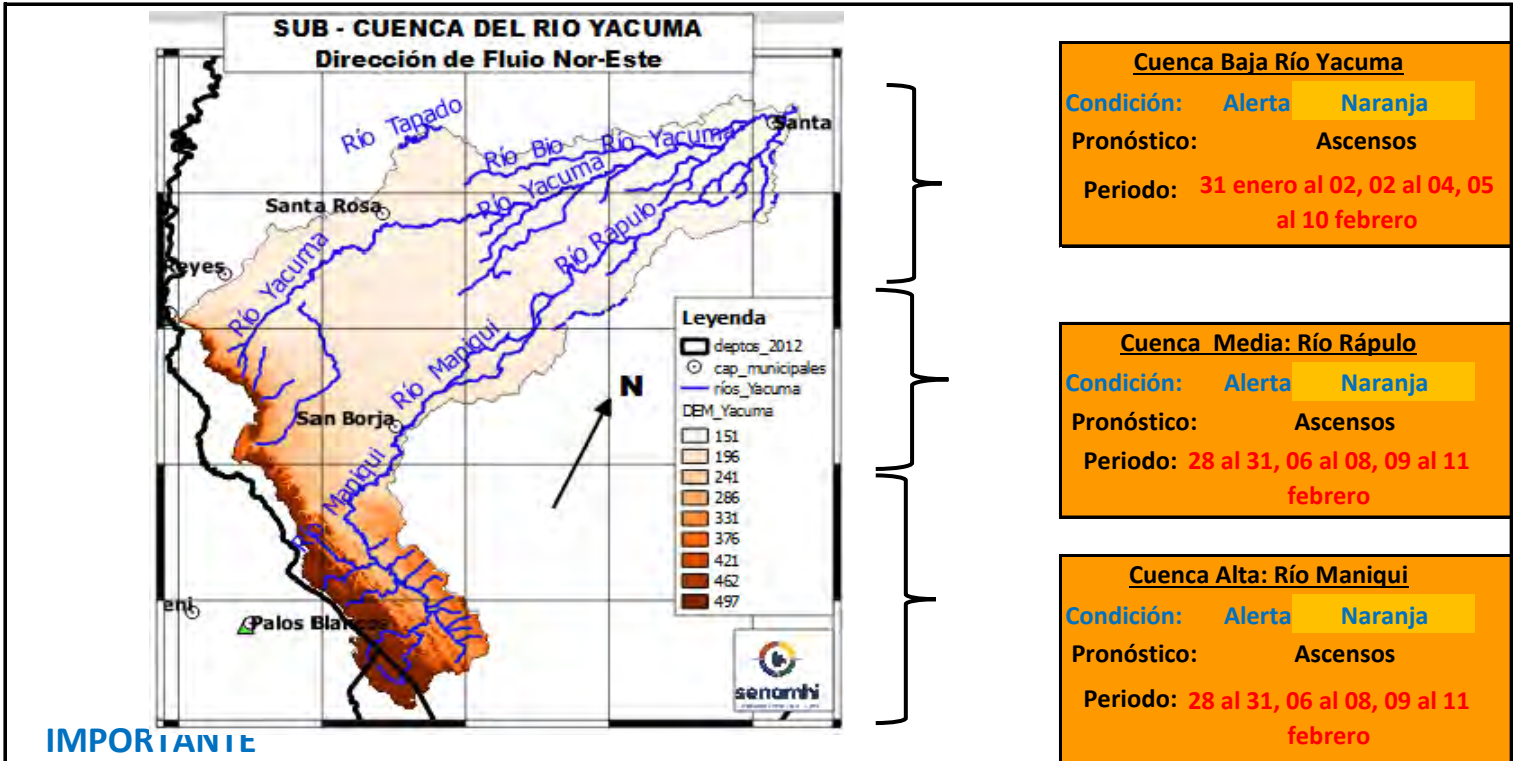 SUB - CUENCA DEL RIO YACUMA
Dirección de Fluio Nor-Este
Río Tapado
Santa
Río Bio
Río Yacuma
Río Yacuma
Santa Rosa
Río Rápulo
Reyes
Río Yacuma
Río Maniqui
San Borja
Río Maniqui
N
eni
Palos Blancos
Leyenda
deptos_2012
cap_municipales
ríos_Yacuma
DEM_Yacuma
151
196
241
286
331
376
421
462
497
senamhi
Cuenca Baja Río Yacuma
Condición: Alerta Naranja
Pronóstico: Ascensos
Periodo: 31 enero al 02, 02 al 04, 05
al 10 febrero
Cuenca Media: Río Rápulo
Condición: Alerta Naranja
Pronóstico: Ascensos
Periodo: 28 al 31, 06 al 08, 09 al 11
febrero
Cuenca Alta: Río Maniqui
Condición: Alerta Naranja
Pronóstico: Ascensos
Periodo: 28 al 31, 06 al 08, 09 al 11
febrero
IMPORTANTE